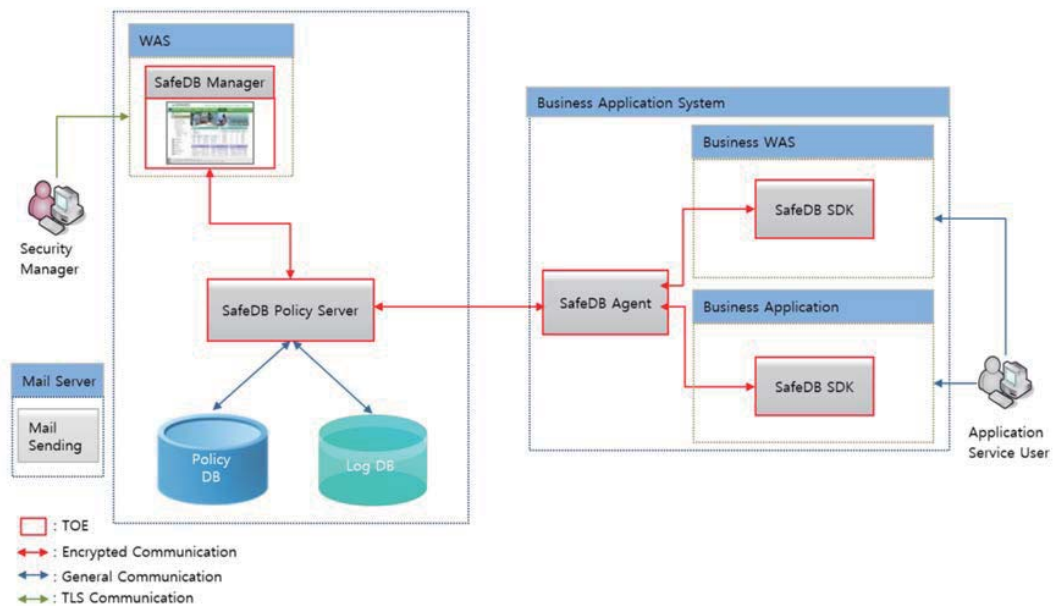 WAS
SafeDB Manager
Security
Manager
SafeDB Policy Server
Mail Server
Mail
Sending
Policy
DB
Log DB
Business Application System
Business WAS
SafeDB SDK
SafeDB Agent
Business Application
SafeDB SDK
Application
Service User
: TOE
: Encrypted Communication
: General Communication
: TLS Communication